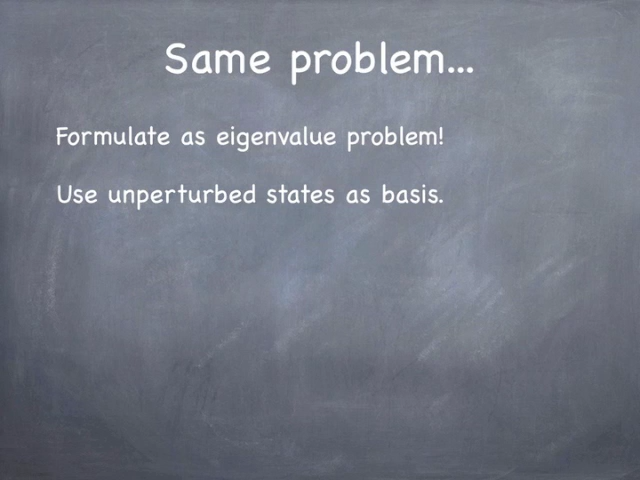 Same problem...
Formulate as eigenvalue problem!
Use unperturbed states as basis.